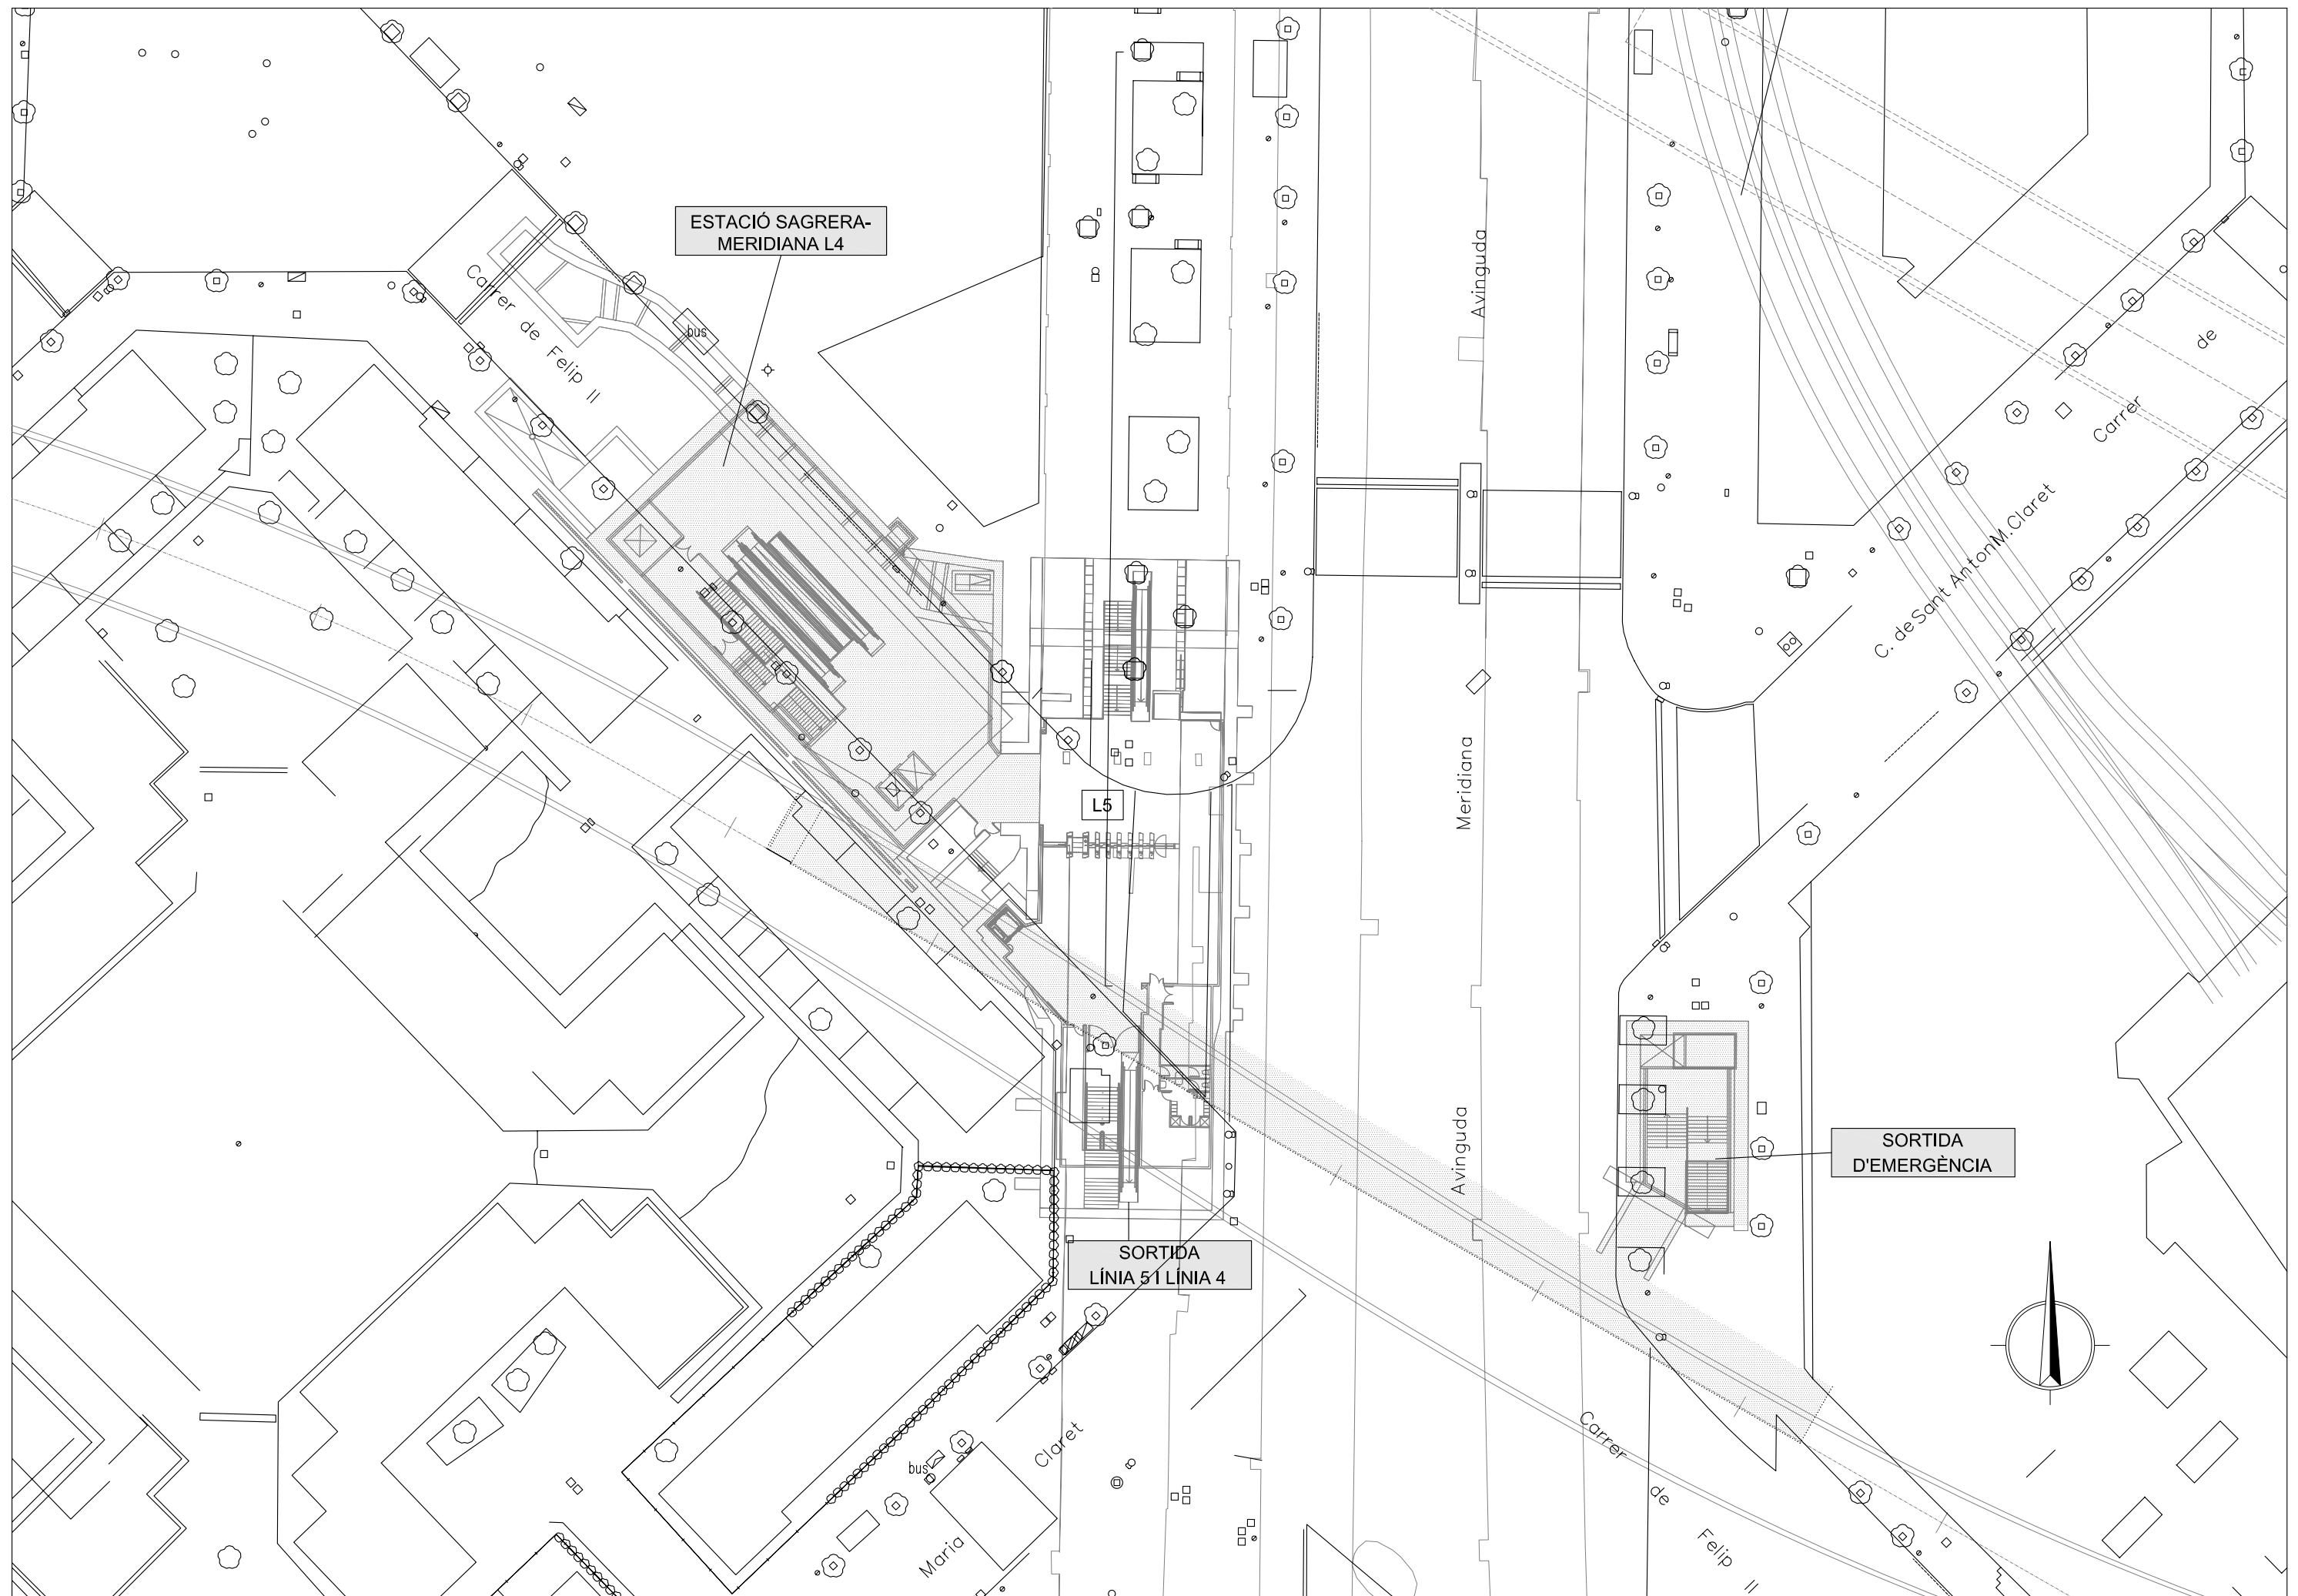 ESTACIÓ SAGRERA-
MERIDIANA L4
Carrer de Felip II
bus
Avinguda
de
Carrer
C. de Sant Anton M. Claret
Meridiana
L5
Avinguda
SORTIDA
D'EMERGÈNCIA
SORTIDA
LÍNIA 5 I LÍNIA 4
Claret
bus
Maria
Carrer
de
Felip II